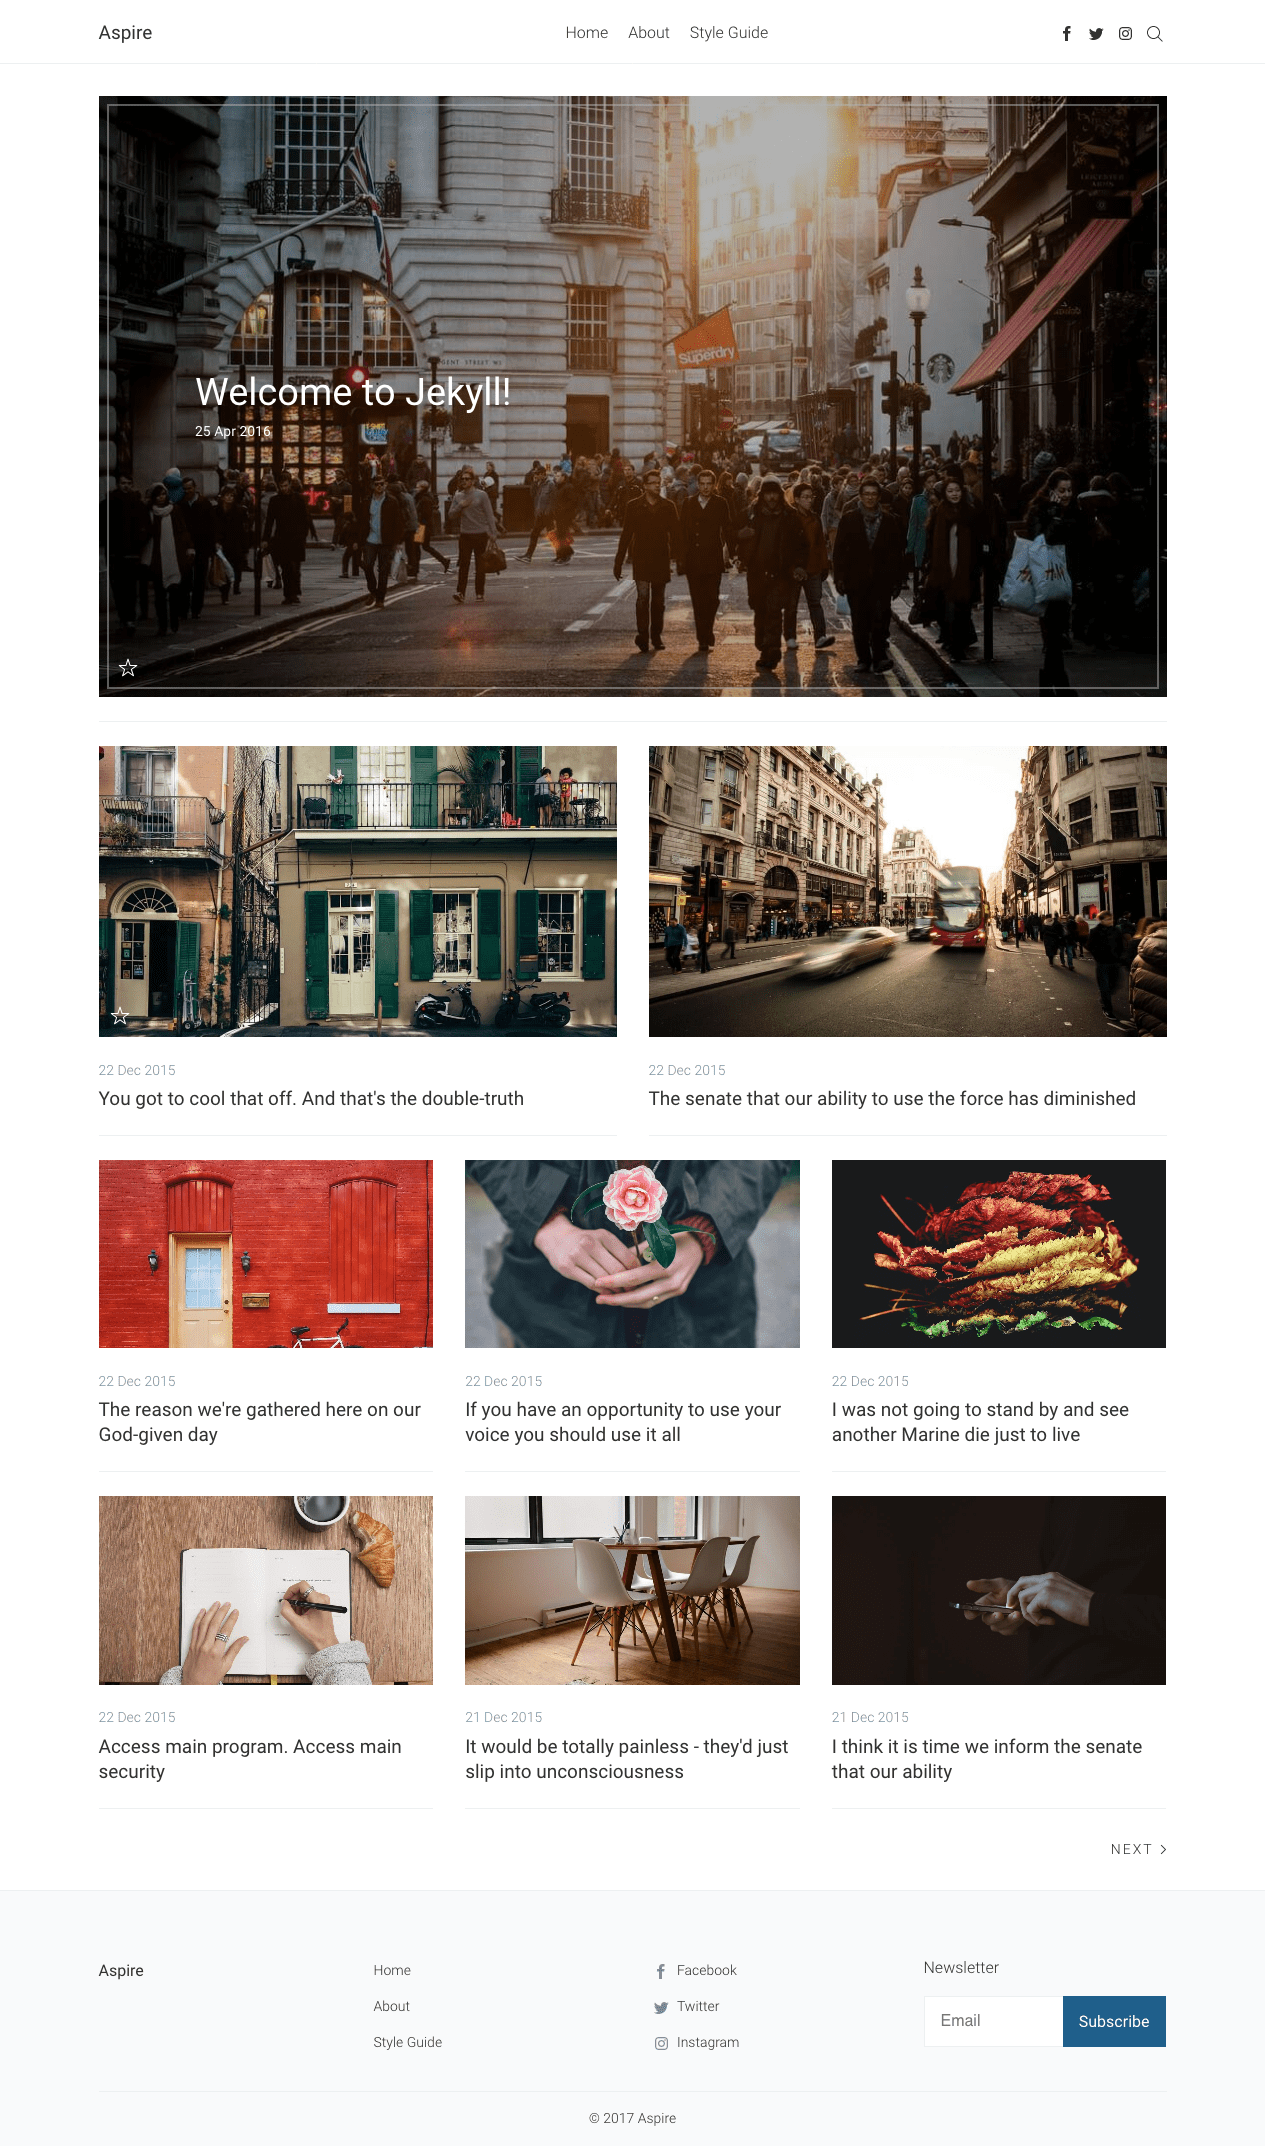 Aspire
Home About Style Guide
GENT STREET W
Superdry
Welcome to Jekyll!
25 Apr 2016
H&M
22 Dec 2015
You got to cool that off. And that's the double-truth
22 Dec 2015
The senate that our ability to use the force has diminished
22 Dec 2015
The reason we're gathered here on our
God-given day
22 Dec 2015
If you have an opportunity to use your
voice you should use it all
22 Dec 2015
I was not going to stand by and see
another Marine die just to live
22 Dec 2015
Access main program. Access main
security
21 Dec 2015
It would be totally painless - they'd just
slip into unconsciousness
21 Dec 2015
I think it is time we inform the senate
that our ability
NEXT
Aspire
Home
About
Style Guide
Facebook
Twitter
Instagram
Newsletter
Email Subscribe
© 2017 Aspire